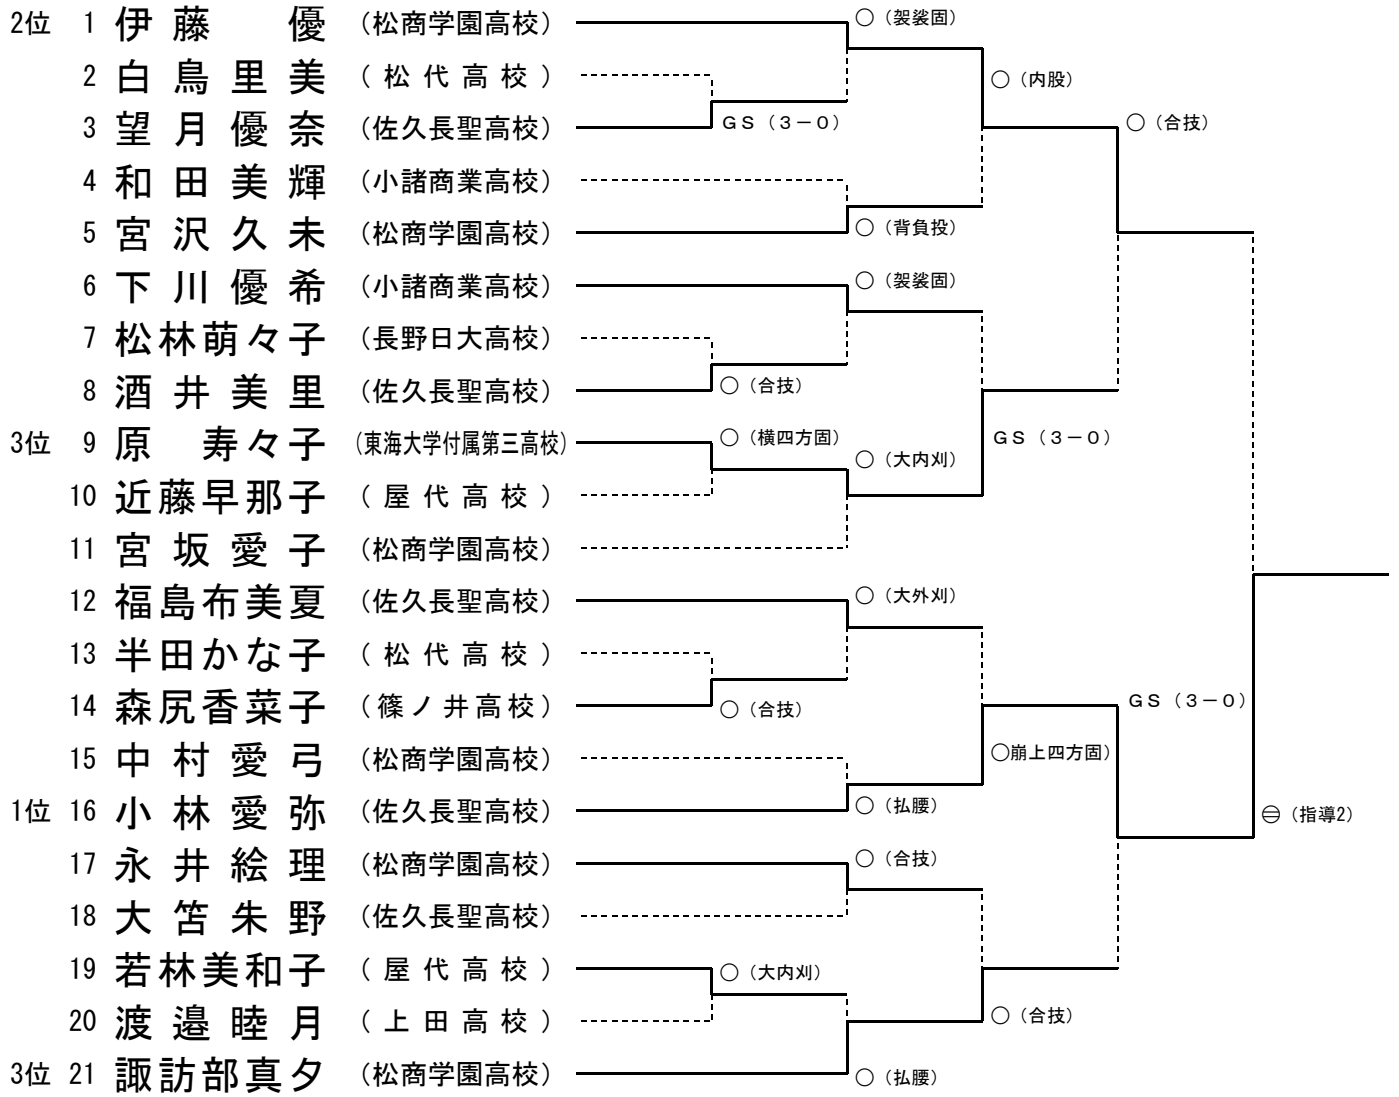 2位 1 伊藤 優 (松商学園高校) ○(袈裟固)
2 白鳥里美 (松代高校) ○(内股)
3 望月優奈 (佐久長聖高校) GS(3－0) ○(合技)
4 和田美輝 (小諸商業高校)
5 宮沢久未 (松商学園高校) ○(背負投)
6 下川優希 (小諸商業高校) ○(袈裟固)
7 松林萌々子 (長野日大高校)
8 酒井美里 (佐久長聖高校) ○(合技)
3位 9 原 寿々子 (東海大学付属第三高校) ○(横四方固) ○(大内刈) GS(3－0)
10 近藤早那子 (屋代高校)
11 宮坂愛子 (松商学園高校)
12 福島布美夏 (佐久長聖高校) ○(大外刈)
13 半田かな子 (松代高校)
14 森尻香菜子 (篠ノ井高校) ○(合技) GS(3－0)
15 中村愛弓 (松商学園高校) ○崩上四方固)
1位 16 小林愛弥 (佐久長聖高校) ○(払腰) ⊖(指導2)
17 永井絵理 (松商学園高校) ○(合技)
18 大笘朱野 (佐久長聖高校)
19 若林美和子 (屋代高校) ○(大内刈)
20 渡邉睦月 (上田高校) ○(合技)
3位 21 諏訪部真夕 (松商学園高校) ○(払腰)